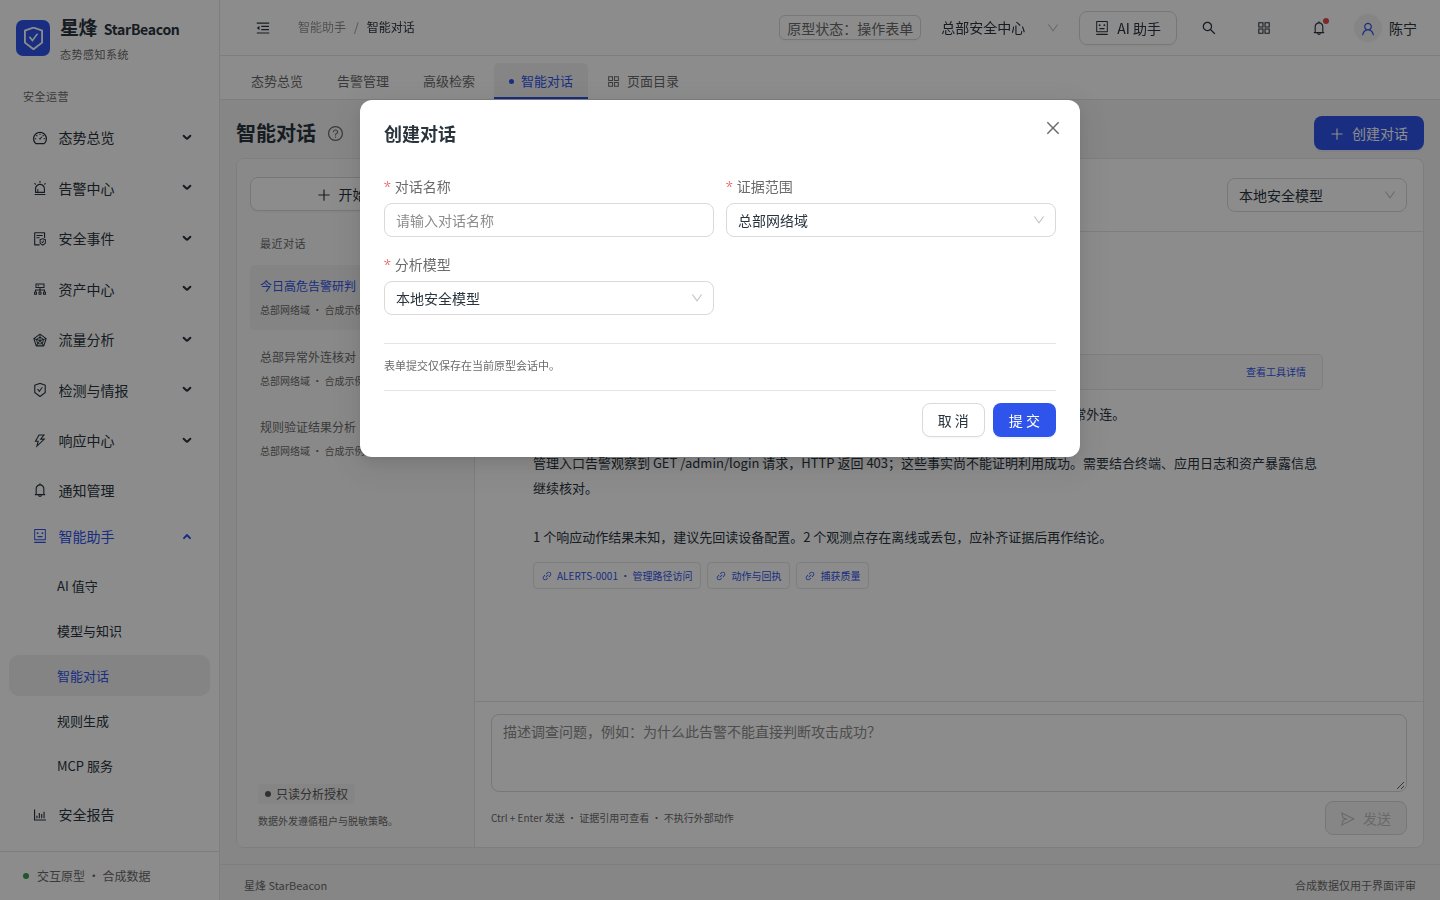 星烽 StarBeacon
态势感知系统
安全运营
态势总览
告警中心
安全事件
资产中心
流量分析
检测与情报
响应中心
通知管理
智能助手
AI 值守
模型与知识
智能对话
规则生成
MCP 服务
安全报告
交互原型 · 合成数据
智能助手 / 智能对话
原型状态：操作表单
总部安全中心
AI 助手
陈宁
态势总览
告警管理
高级检索
智能对话
页面目录
智能对话
创建对话
开始
本地安全模型
最近对话
今日高危告警研判
总部网络域 · 合成示例
总部异常外连核对
总部网络域 · 合成示例
规则验证结果分析
总部网络域 · 合成示例
只读分析授权
数据外发遵循租户与脱敏策略。
创建对话
* 对话名称
请输入对话名称
* 证据范围
总部网络域
* 分析模型
本地安全模型
表单提交仅保存在当前原型会话中。
取 消
提 交
查看工具详情
常外连。
管理入口告警观察到 GET /admin/login 请求，HTTP 返回 403；这些事实尚不能证明利用成功。需要结合终端、应用日志和资产暴露信息
继续核对。
1 个响应动作结果未知，建议先回读设备配置。2 个观测点存在离线或丢包，应补齐证据后再作结论。
ALERTS-0001 · 管理路径访问
动作与回执
捕获质量
描述调查问题，例如：为什么此告警不能直接判断攻击成功？
Ctrl + Enter 发送 · 证据引用可查看 · 不执行外部动作
发送
星烽 StarBeacon
合成数据仅用于界面评审